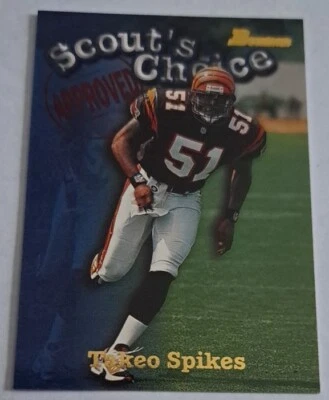 Bowman
Scout's
Choice
APPROVED
51
51
51
Takeo Spikes